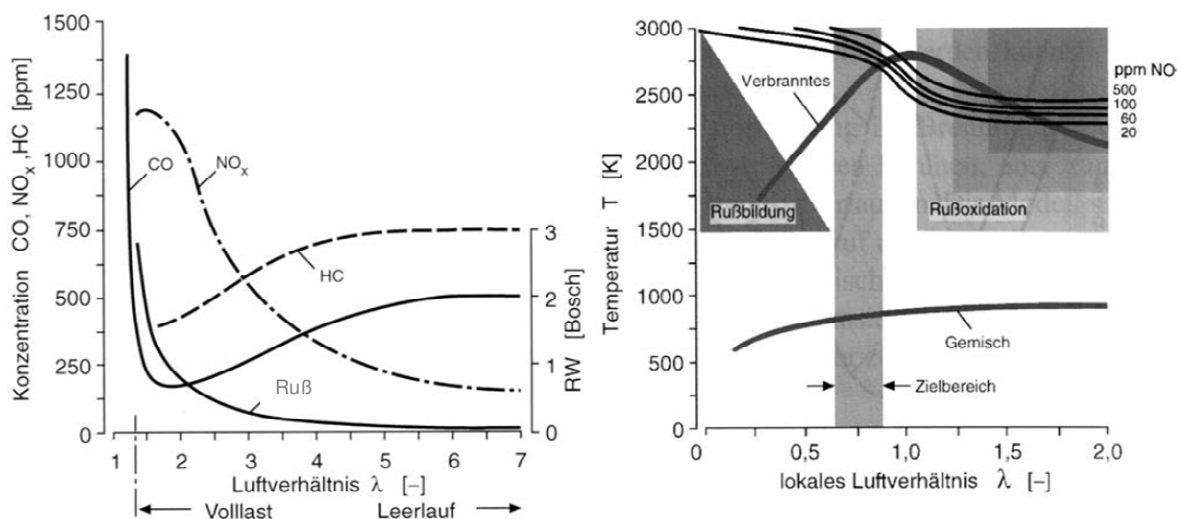 Konzentration CO, NOx, HC [ppm]
1500
1250
1000
750
500
250
0
CO
NOx
HC
Ruß
3
2
1
0
RW [Bosch]
1 2 3 4 5 6 7
Luftverhältnis λ [–]
Volllast Leerlauf
Temperatur T [K]
3000
2500
2000
1500
1000
500
0
Verbranntes
ppm NO
500
100
60
20
Rußbildung
Rußoxidation
Gemisch
Zielbereich
0 0,5 1,0 1,5 2,0
lokales Luftverhältnis λ [–]